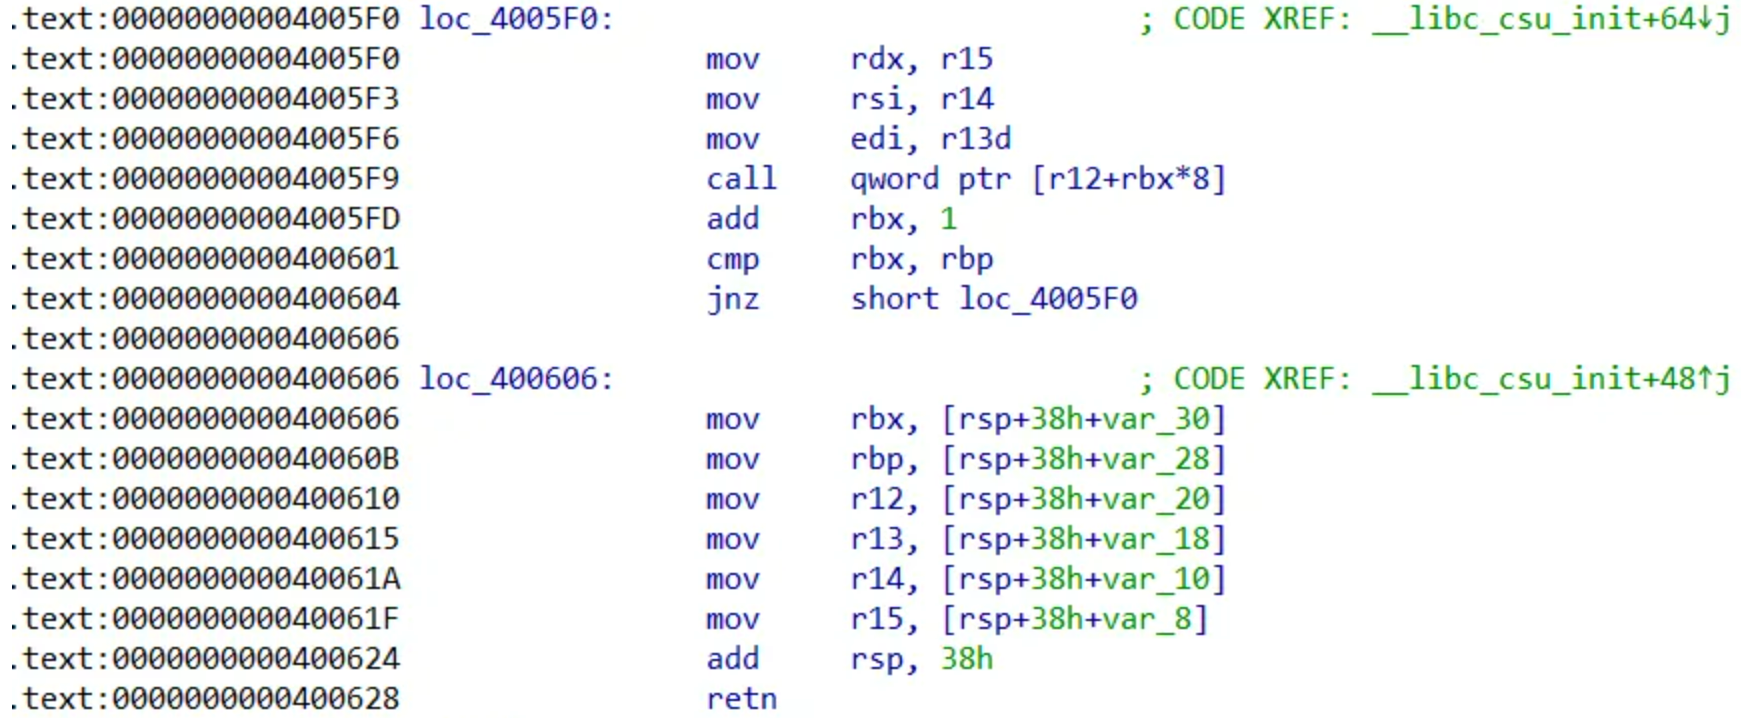 .text:00000000004005F0 loc_4005F0: ; CODE XREF: __libc_csu_init+64↓j
.text:00000000004005F0 mov rdx, r15
.text:00000000004005F3 mov rsi, r14
.text:00000000004005F6 mov edi, r13d
.text:00000000004005F9 call qword ptr [r12+rbx*8]
.text:00000000004005FD add rbx, 1
.text:0000000000400601 cmp rbx, rbp
.text:0000000000400604 jnz short loc_4005F0
.text:0000000000400606
.text:0000000000400606 loc_400606: ; CODE XREF: __libc_csu_init+48↑j
.text:0000000000400606 mov rbx, [rsp+38h+var_30]
.text:000000000040060B mov rbp, [rsp+38h+var_28]
.text:0000000000400610 mov r12, [rsp+38h+var_20]
.text:0000000000400615 mov r13, [rsp+38h+var_18]
.text:000000000040061A mov r14, [rsp+38h+var_10]
.text:000000000040061F mov r15, [rsp+38h+var_8]
.text:0000000000400624 add rsp, 38h
.text:0000000000400628 retn